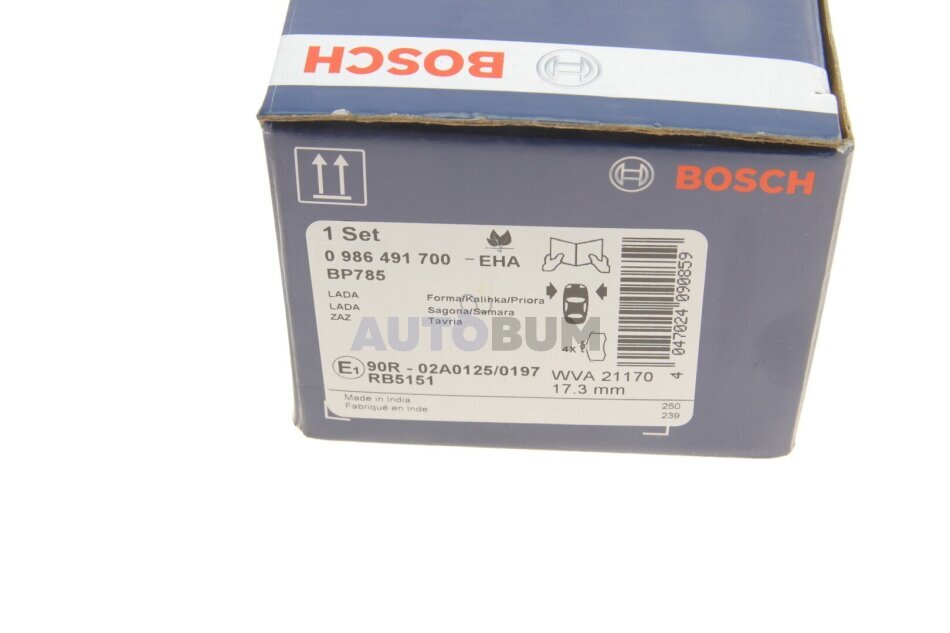 BOSCH
BOSCH
1 Set
0 986 491 700 - EHA
BP785
LADA Forma/Kalinka/Priora
LADA Sagona/Samara
ZAZ Tavria
AUTOBUM
4X
E1 90R - 02A0125/0197
RB5151
WVA 21170
17.3 mm
4 047024 090859
Made in India
Fabriqué en Inde
250
239